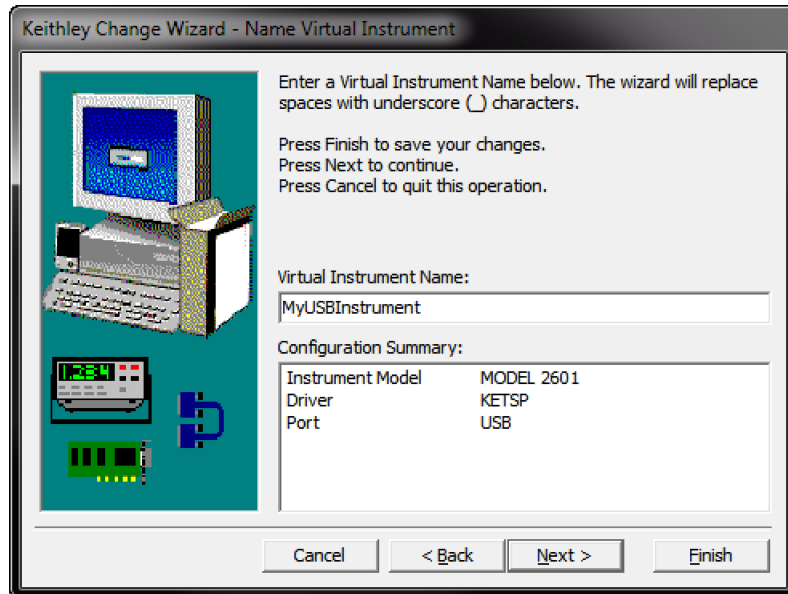 Keithley Change Wizard - Name Virtual Instrument
Enter a Virtual Instrument Name below. The wizard will replace
spaces with underscore (_) characters.
Press Finish to save your changes.
Press Next to continue.
Press Cancel to quit this operation.
1.234
Virtual Instrument Name:
MyUSBInstrument
Configuration Summary:
Instrument Model MODEL 2601
Driver KETSP
Port USB
Cancel < Back Next > Finish